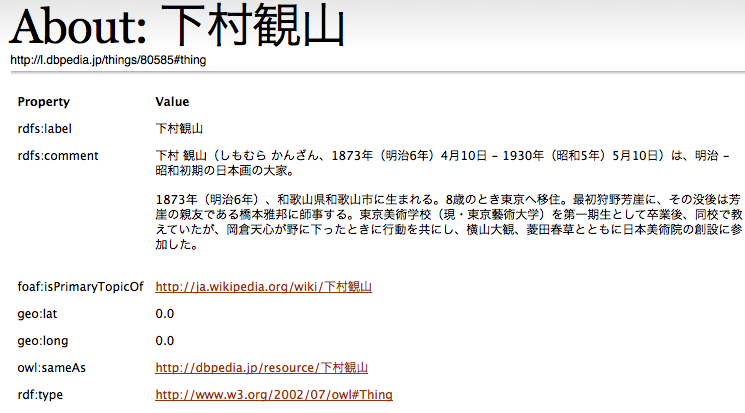 About: 下村観山
http://l.dbpedia.jp/things/80585#thing
Property Value
rdfs:label 下村観山
rdfs:comment 下村 観山（しもむら かんざん、1873年（明治6年）4月10日 – 1930年（昭和5年）5月10日）は、明治 –
昭和初期の日本画の大家。
1873年（明治6年）、和歌山県和歌山市に生まれる。8歳のとき東京へ移住。最初狩野芳崖に、その没後は芳
崖の親友である橋本雅邦に師事する。東京美術学校（現・東京藝術大学）を第一期生として卒業後、同校で教
えていたが、岡倉天心が野に下ったときに行動を共にし、横山大観、菱田春草とともに日本美術院の創設に参
加した。
foaf:isPrimaryTopicOf http://ja.wikipedia.org/wiki/下村観山
geo:lat 0.0
geo:long 0.0
owl:sameAs http://dbpedia.jp/resource/下村観山
rdf:type http://www.w3.org/2002/07/owl#Thing